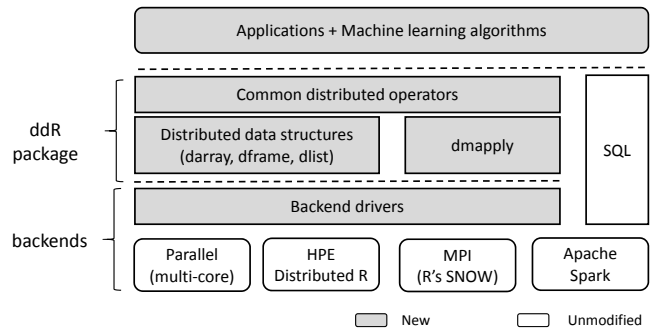 Applications + Machine learning algorithms
ddR
package
Common distributed operators
Distributed data structures
(darray, dframe, dlist)
dmapply
SQL
backends
Backend drivers
Parallel
(multi-core)
HPE
Distributed R
MPI
(R's SNOW)
Apache
Spark
New
Unmodified